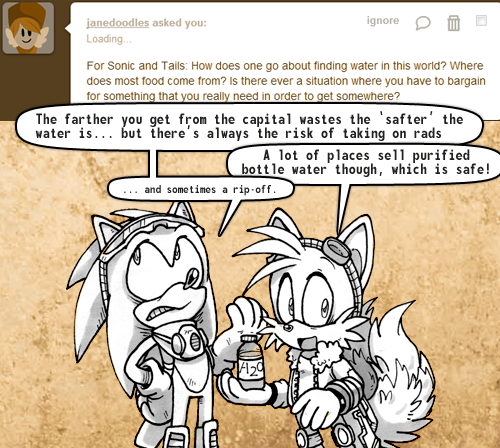 janedoodles asked you:
ignore
Loading...
For Sonic and Tails: How does one go about finding water in this world? Where
does most food come from? Is there ever a situation where you have to bargain
for something that you really need in order to get somewhere?
The farther you get from the capital wastes the `safter' the
water is... but there's always the risk of taking on rads
A lot of places sell purified
bottle water though, which is safe!
... and sometimes a rip-off.
H2O